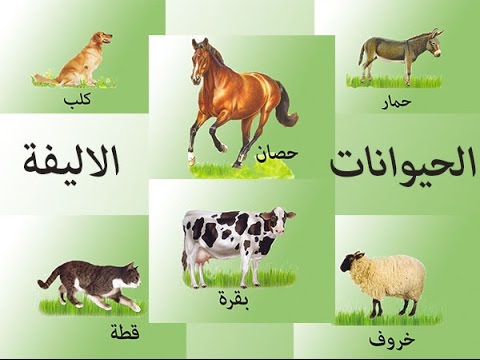 حمار
حصان
كلب
الحيوانات
الاليفة
خروف
بقرة
قطة